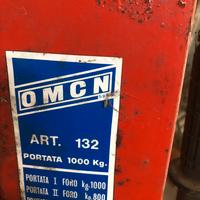 OMCN
ART. 132
PORTATA 1000 Kg.
PORTATA I FORO kg.1000
PORTATA II FORO kg.800